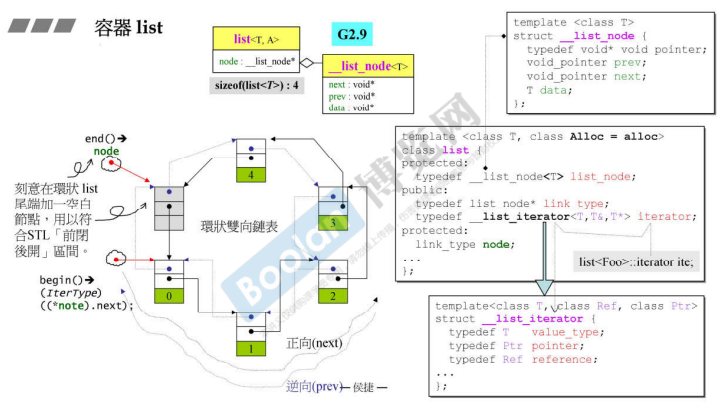 容器 list
G2.9
list<T, A>
node : __list_node*
sizeof(list<T>) : 4
__list_node<T>
next : void*
prev : void*
data : void*
template <class T>
struct __list_node {
typedef void* void pointer;
void_pointer prev;
void_pointer next;
T data;
};
template <class T, class Alloc = alloc>
class list {
protected:
typedef __list_node<T> list_node;
public:
typedef list node* link type;
typedef __list_iterator<T,T&,T*> iterator;
protected:
link_type node;
...
};
list<Foo>::iterator ite;
template<class T, class Ref, class Ptr>
struct __list_iterator {
typedef T value_type;
typedef Ptr pointer;
typedef Ref reference;
...
};
end()→
node
刻意在環狀 list
尾端加一空白
節點，用以符
合STL「前閉
後開」區間。
begin()→
(IterType)
((*note).next);
環狀雙向鏈表
4
3
0
2
1
正向(next)
逆向(prev)
— 侯捷 —
Boolan
博览网